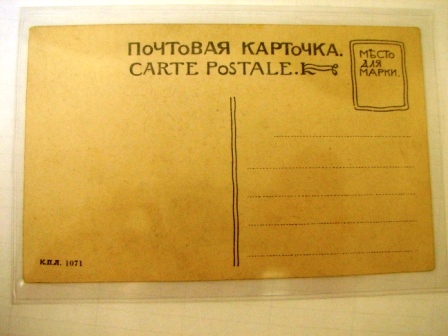 ПОЧТОВАЯ КАРТОЧКА.
CARTE POSTALE.
МѢСТО
ДЛЯ
МАРКИ.
К.П.Л. 1071